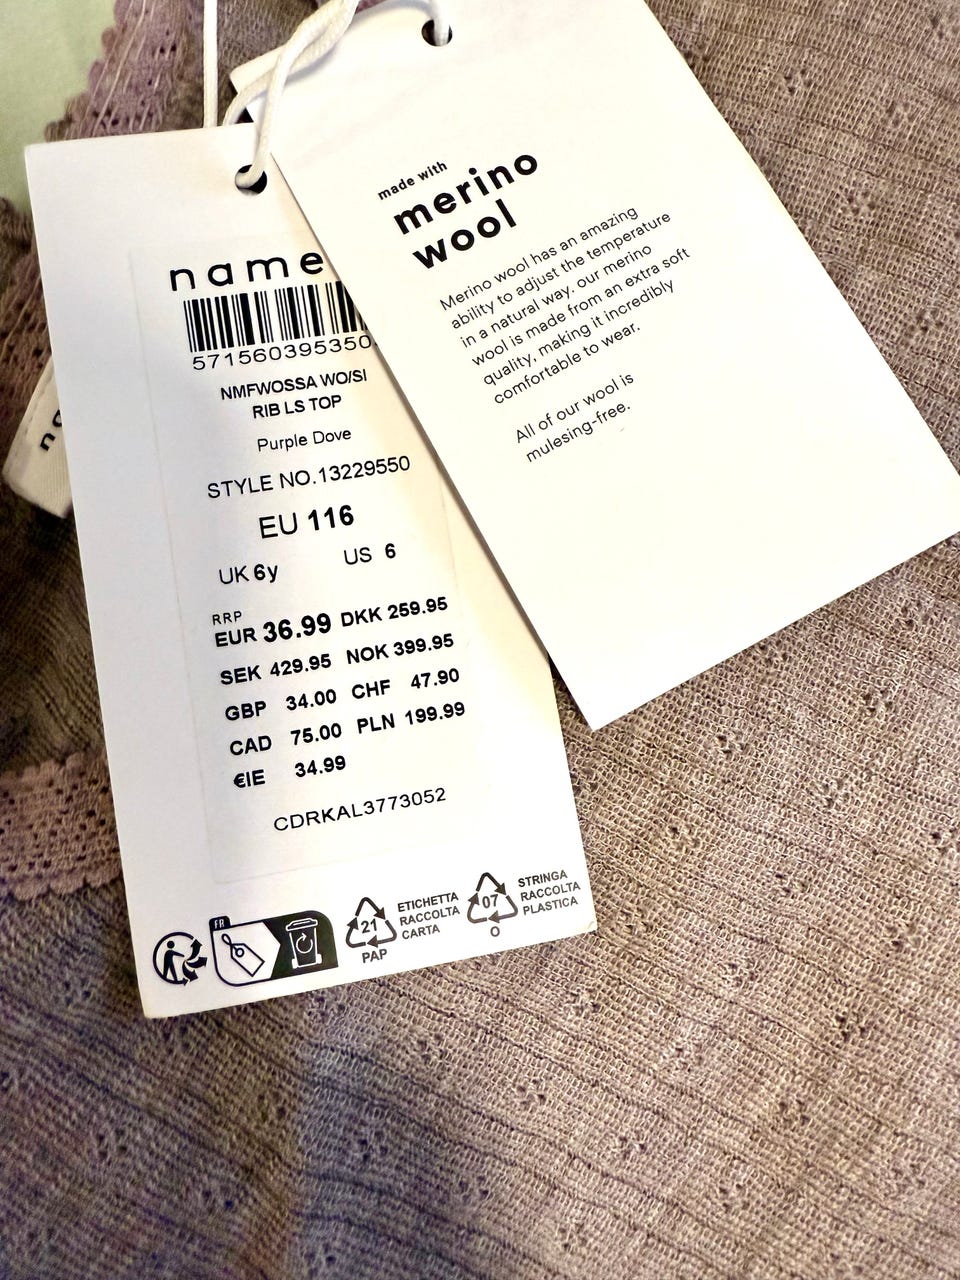 made with
merino
wool
Merino wool has an amazing
ability to adjust the temperature
in a natural way. our merino
wool is made from an extra soft
quality, making it incredibly
comfortable to wear.
All of our wool is
mulesing-free.
name
571560395350
NMFWOSSA WO/SI
RIB LS TOP
Purple Dove
STYLE NO.13229550
EU 116
UK 6y US 6
RRP
EUR 36.99 DKK 259.95
SEK 429.95 NOK 399.95
GBP 34.00 CHF 47.90
CAD 75.00 PLN 199.99
€IE 34.99
CDRKAL3773052
FR
21
PAP
ETICHETTA
RACCOLTA
CARTA
07
O
STRINGA
RACCOLTA
PLASTICA